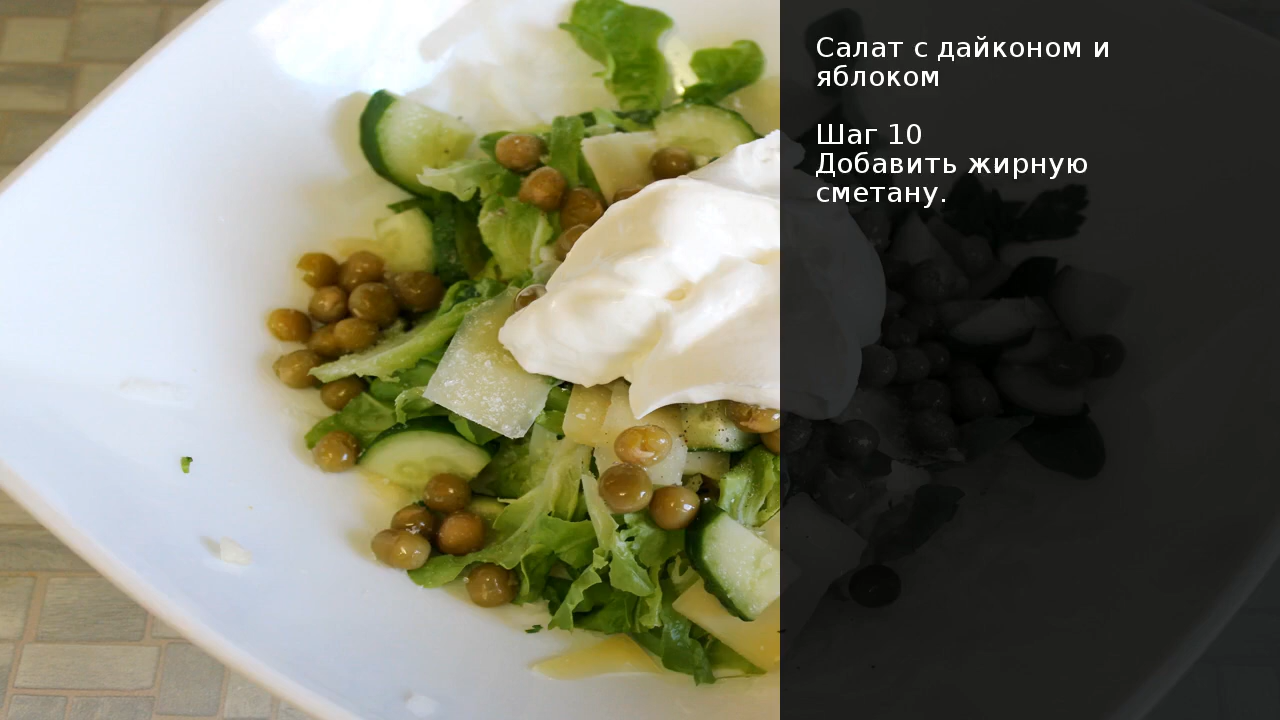 Салат с дайконом и
яблоком
Шаг 10
Добавить жирную
сметану.